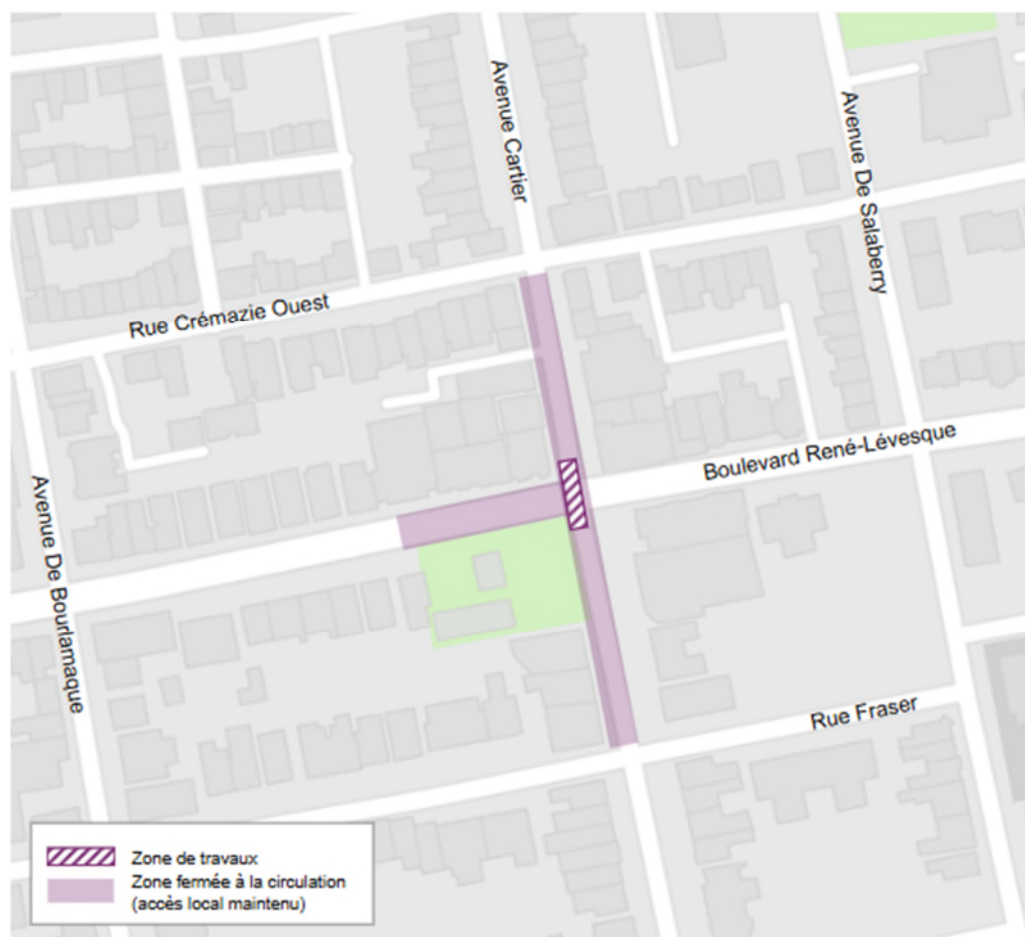 Avenue Cartier
Avenue De Salaberry
Rue Crémazie Ouest
Boulevard René-Lévesque
Avenue De Bourlamaque
Rue Fraser
Zone de travaux
Zone fermée à la circulation
(accès local maintenu)